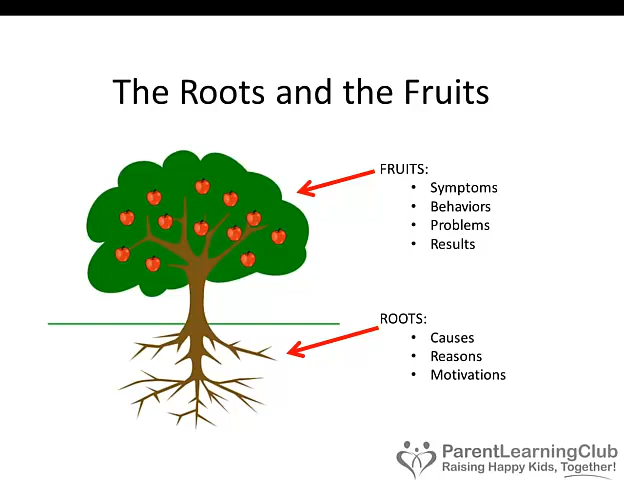 The Roots and the Fruits
FRUITS:
• Symptoms
• Behaviors
• Problems
• Results
ROOTS:
• Causes
• Reasons
• Motivations
ParentLearningClub
Raising Happy Kids, Together!